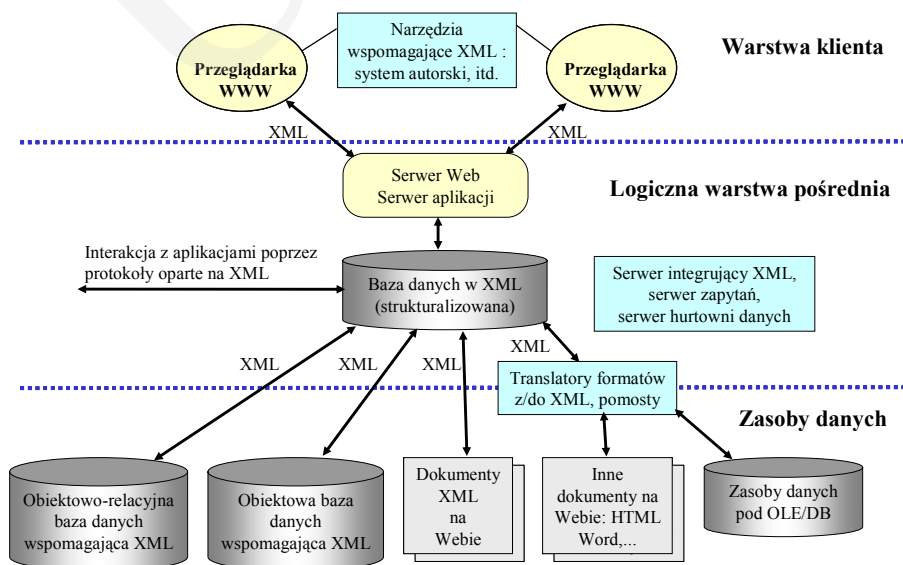 Narzędzia
wspomagające XML :
system autorski, itd.
Warstwa klienta
Przeglądarka
WWW
Przeglądarka
WWW
XML
XML
Serwer Web
Serwer aplikacji
Logiczna warstwa pośrednia
Interakcja z aplikacjami poprzez
protokoły oparte na XML
Baza danych w XML
(strukturalizowana)
Serwer integrujący XML,
serwer zapytań,
serwer hurtowni danych
XML
XML
XML
XML
Translatory formatów
z/do XML, pomosty
Zasoby danych
Obiektowo-relacyjna
baza danych
wspomagająca XML
Obiektowa baza
danych
wspomagająca XML
Dokumenty
XML
na
Webie
Inne
dokumenty na
Webie: HTML
Word,...
Zasoby danych
pod OLE/DB